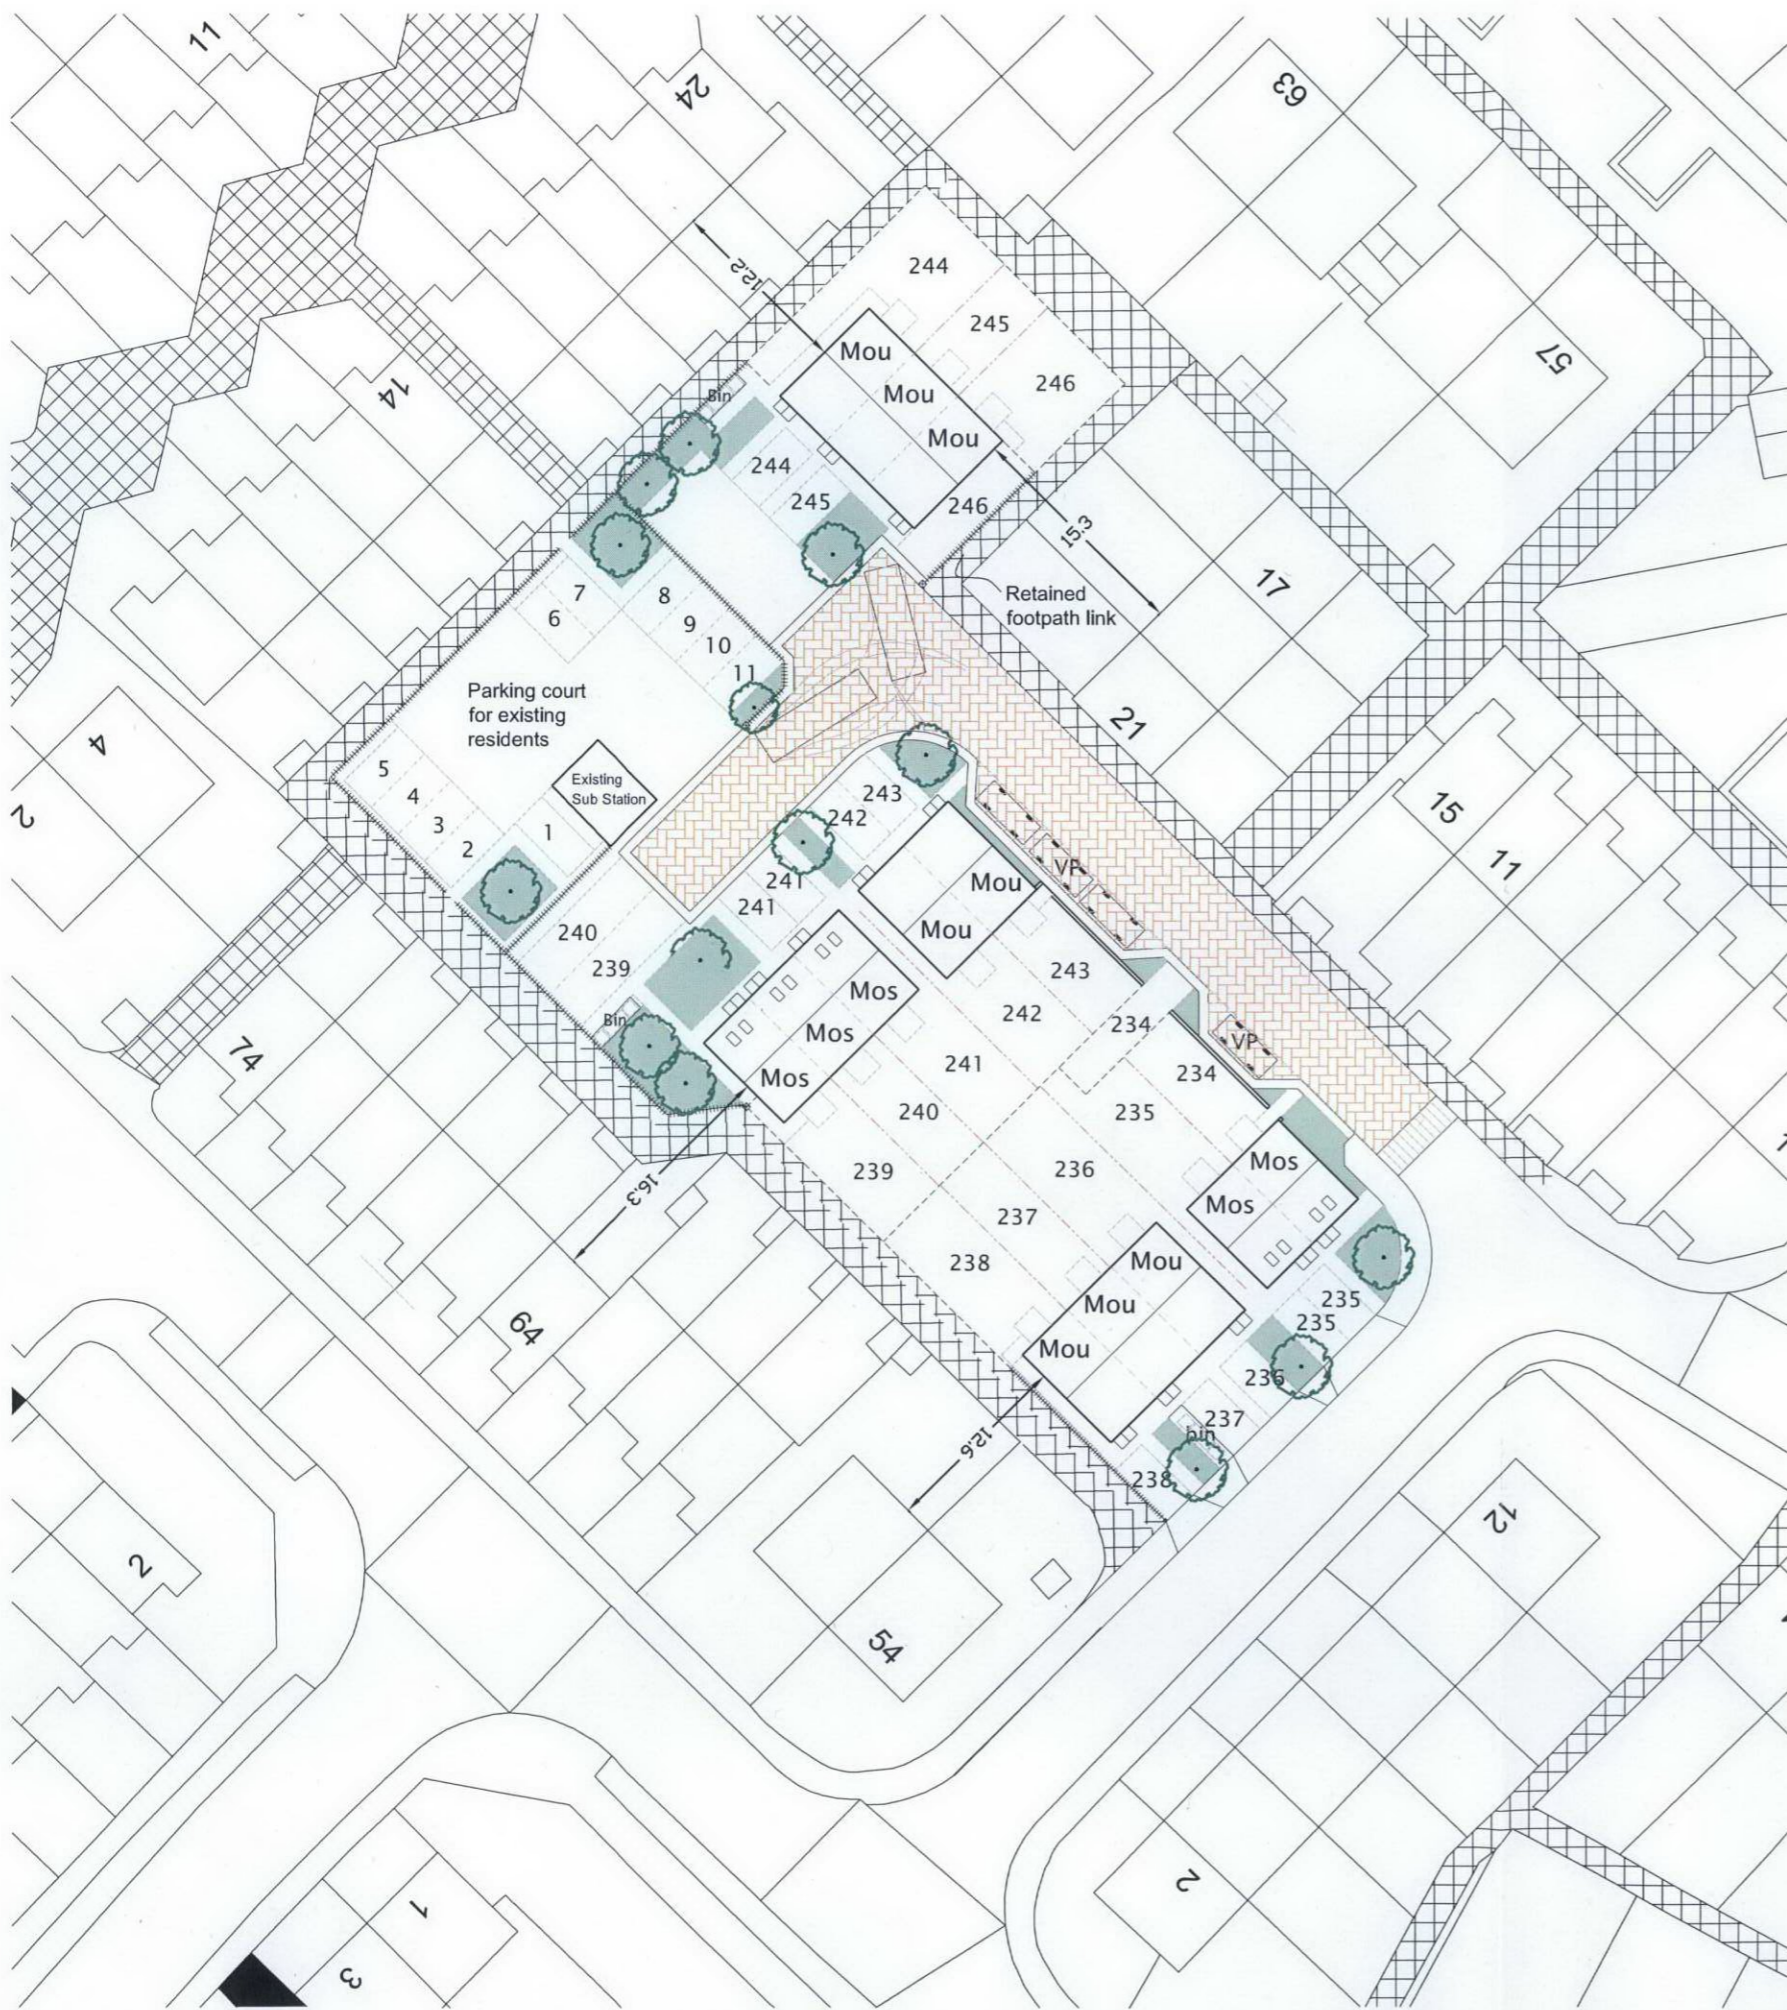 11
24
63
12.2
244
245
246
57
14
Mou
Mou
Mou
Bin
244
245
246
15.3
17
Retained
footpath link
7
6
8
9
10
11
21
Parking court
for existing
residents
4
2
5
4
3
2
1
Existing
Sub Station
243
242
241
241
15
11
VP
Mou
Mou
240
239
Mos
Mos
Mos
Bin
243
242
241
240
239
234
234
VP
235
236
237
238
74
16.3
Mos
Mos
64
Mou
Mou
Mou
235
235
236
237
bin
238
12.6
12
2
54
2
1
3